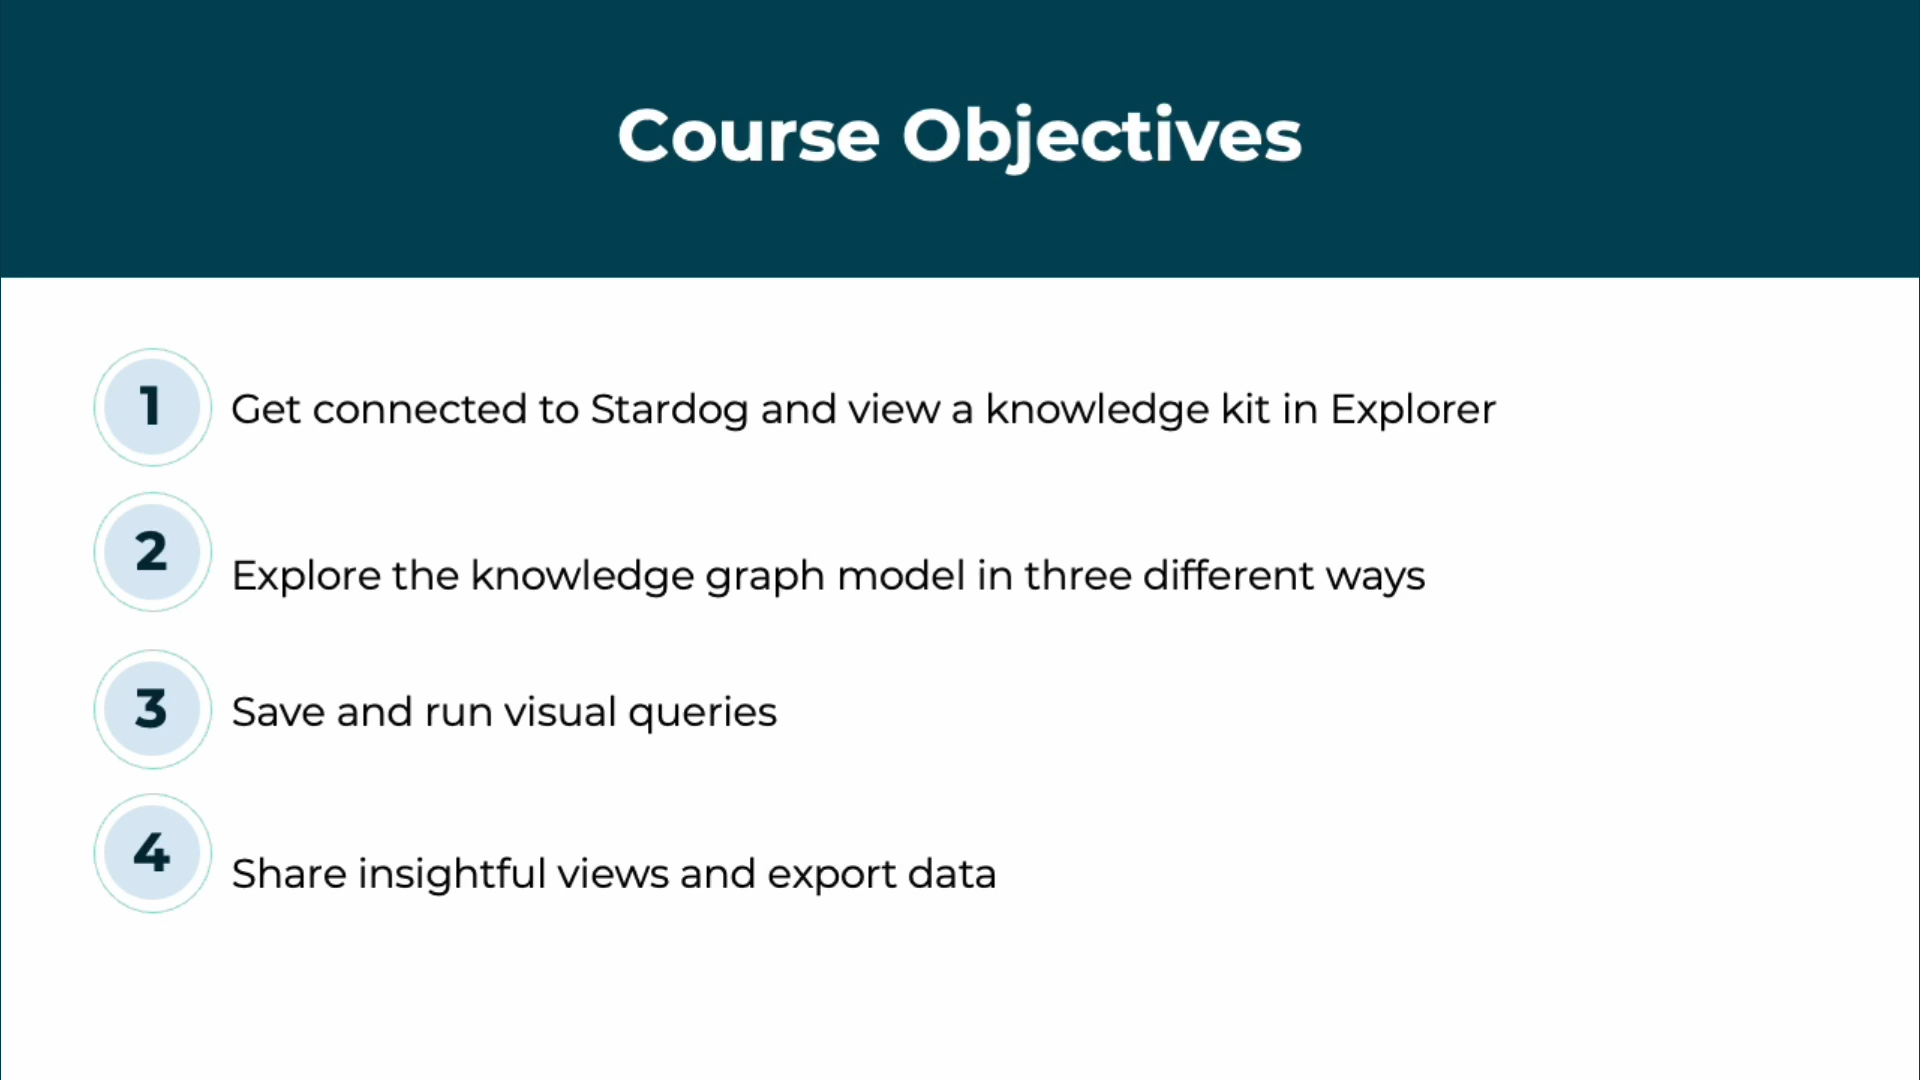 Course Objectives
1 Get connected to Stardog and view a knowledge kit in Explorer
2 Explore the knowledge graph model in three different ways
3 Save and run visual queries
4 Share insightful views and export data